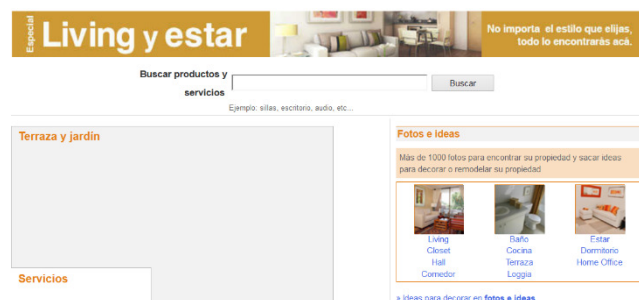 Especial
Living y estar
No importa el estilo que elijas,
todo lo encontrarás acá.
Buscar productos y
servicios
Buscar
Ejemplo: sillas, escritorio, audio, etc...
Terraza y jardín
Servicios
Fotos e ideas
Más de 1000 fotos para encontrar su propiedad y sacar ideas
para decorar o remodelar su propiedad
Living
Closet
Hall
Comedor
Baño
Cocina
Terraza
Loggia
Estar
Dormitorio
Home Office
» Ideas para decorar en fotos e ideas